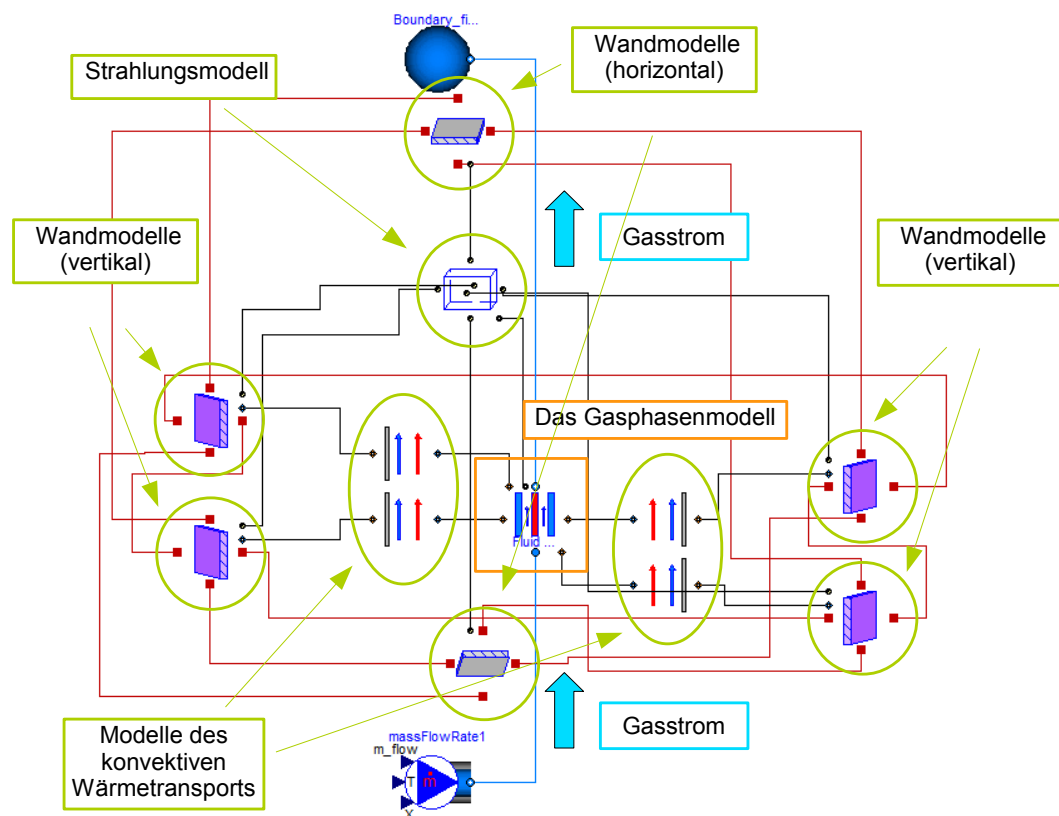 Boundary_fi...
Wandmodelle
(horizontal)
Strahlungsmodell
Wandmodelle
(vertikal)
Gasstrom
Wandmodelle
(vertikal)
Das Gasphasenmodell
Fluid ...
Modelle des
konvektiven
Wärmetransports
Gasstrom
massFlowRate1
m_flow
T
m
X